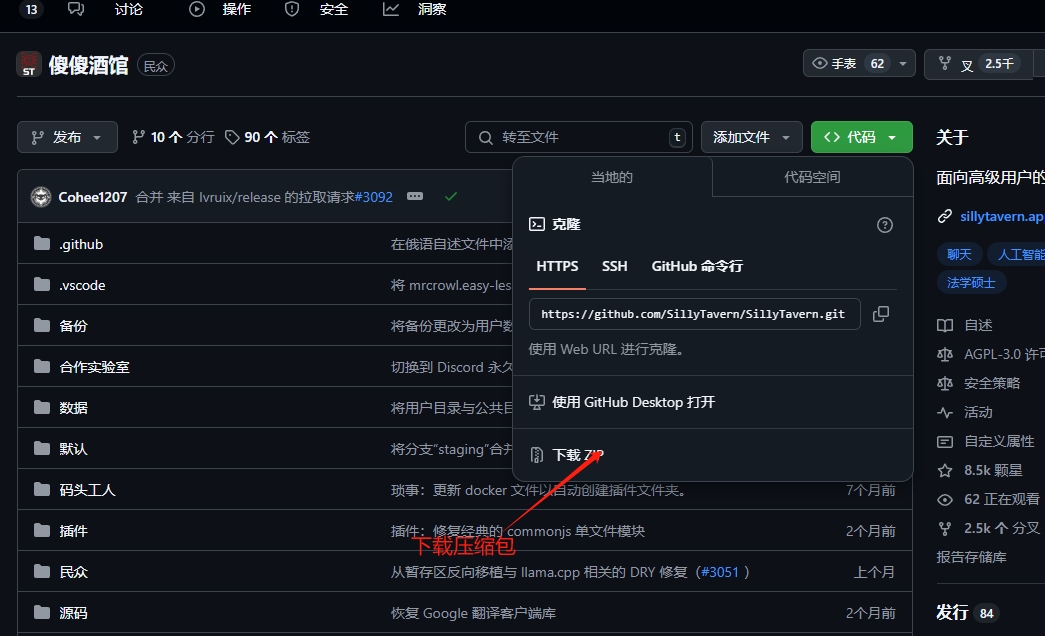 13 讨论 操作 安全 洞察
ST 傻傻酒馆 民众 手表 62 叉 2.5千
发布 10 个 分行 90 个 标签 转至文件 t 添加文件 代码
关于
面向高级用户的
sillytavern.ap
聊天 人工智能
法学硕士
自述
AGPL-3.0 许可
安全策略
活动
自定义属性
8.5k 颗星
62 正在观看
2.5k 个 分叉
报告存储库
发行 84
当地的 代码空间
克隆
HTTPS SSH GitHub 命令行
https://github.com/SillyTavern/SillyTavern.git
使用 Web URL 进行克隆。
使用 GitHub Desktop 打开
下载 ZIP
下载压缩包
Cohee1207 合并 来自 lvruix/release 的拉取请求#3092
.github 在俄语自述文件中添
.vscode 将 mrcrowl.easy-les
备份 将备份更改为用户数
合作实验室 切换到 Discord 永久
数据 将用户目录与公共目
默认 将分支“staging”合并
码头工人 琐事：更新 docker 文件以自动创建插件文件夹。 7个月前
插件 插件：修复经典的 commonjs 单文件模块 2个月前
民众 从暂存区反向移植与 llama.cpp 相关的 DRY 修复（#3051 ） 上个月
源码 恢复 Google 翻译客户端库 2个月前